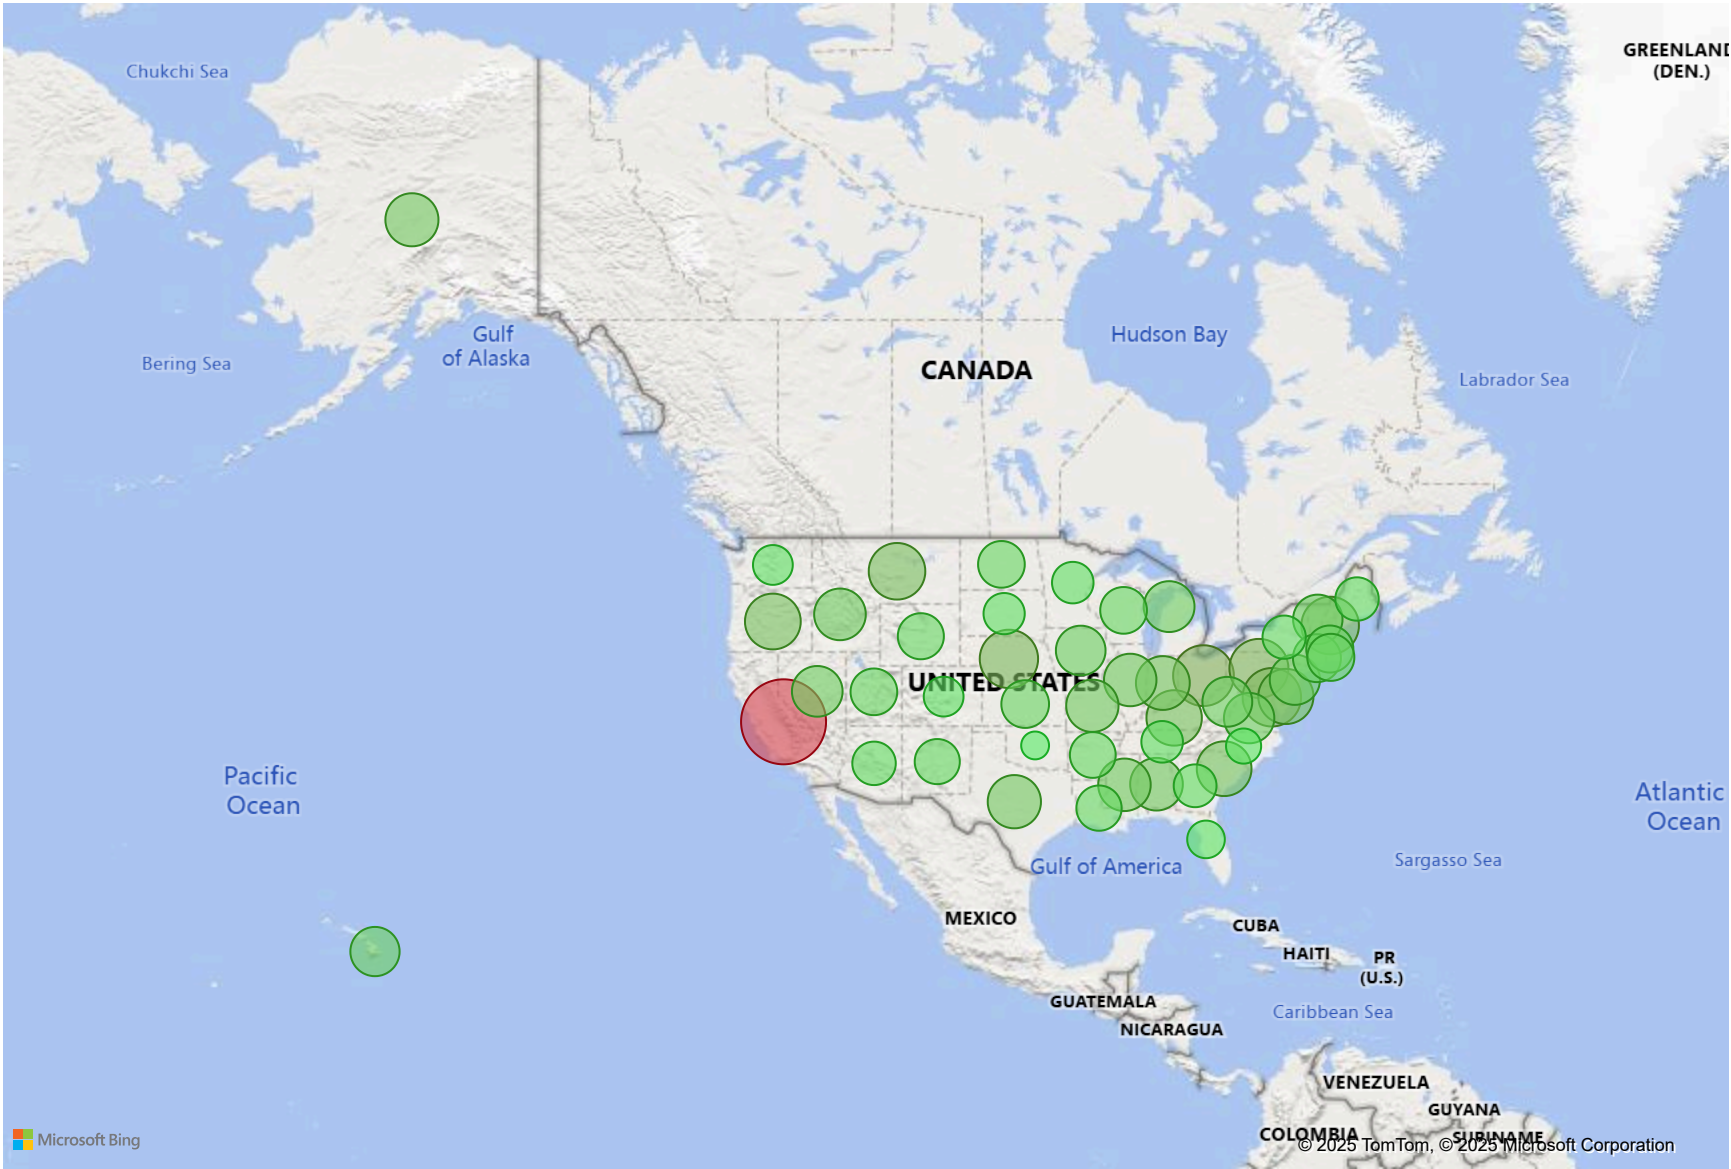 GREENLAND
(DEN.)
Chukchi Sea
Gulf
of Alaska
Hudson Bay
Bering Sea
CANADA
Labrador Sea
UNITED STATES
Pacific
Ocean
Atlantic
Ocean
Sargasso Sea
Gulf of America
MEXICO
CUBA
HAITI
PR
(U.S.)
GUATEMALA
Caribbean Sea
NICARAGUA
VENEZUELA
GUYANA
COLOMBIA
SURINAME
Microsoft Bing
© 2025 TomTom, © 2025 Microsoft Corporation